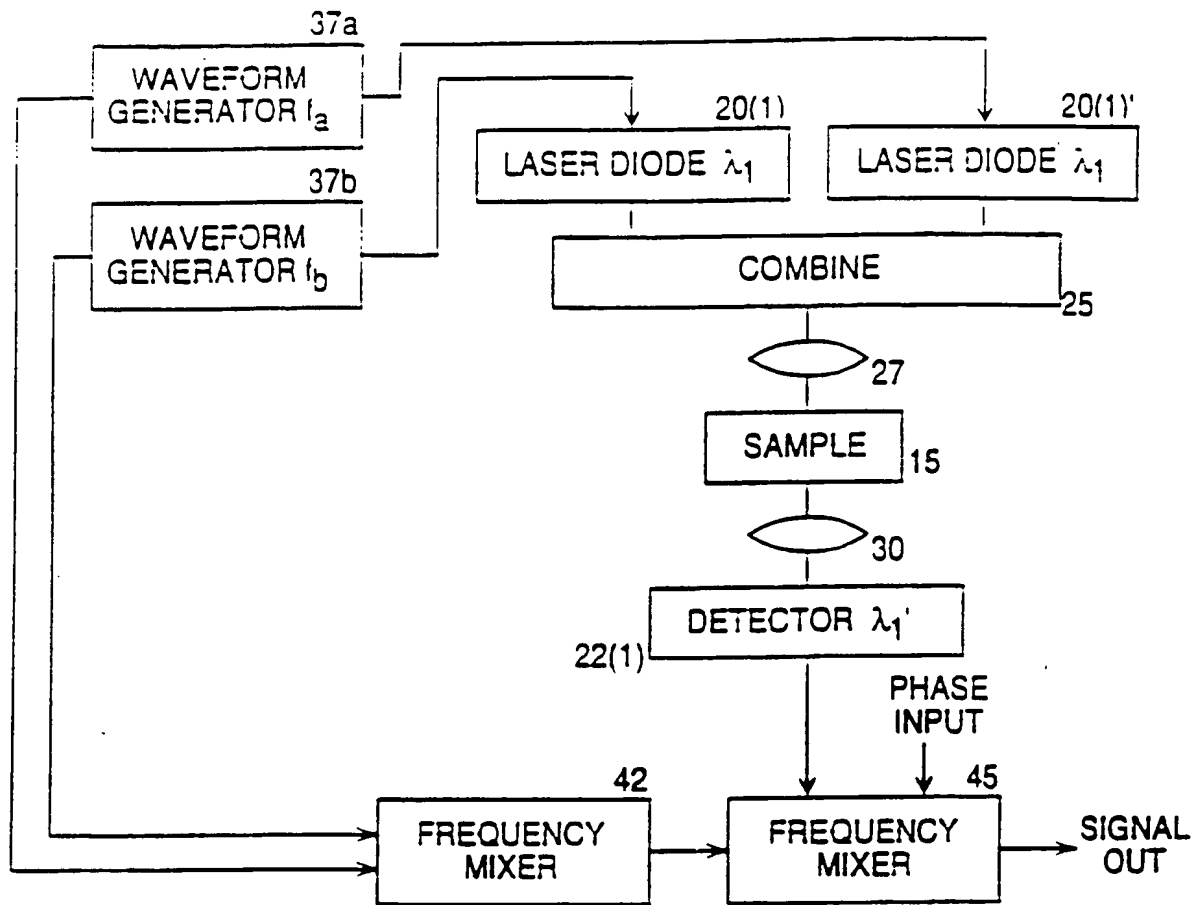 37a
WAVEFORM
GENERATOR fa
37b
WAVEFORM
GENERATOR fb
20(1)
LASER DIODE λ1
20(1)'
LASER DIODE λ1
COMBINE
25
27
SAMPLE
15
30
DETECTOR λ1'
22(1)
PHASE
INPUT
42
FREQUENCY
MIXER
45
FREQUENCY
MIXER
SIGNAL
OUT